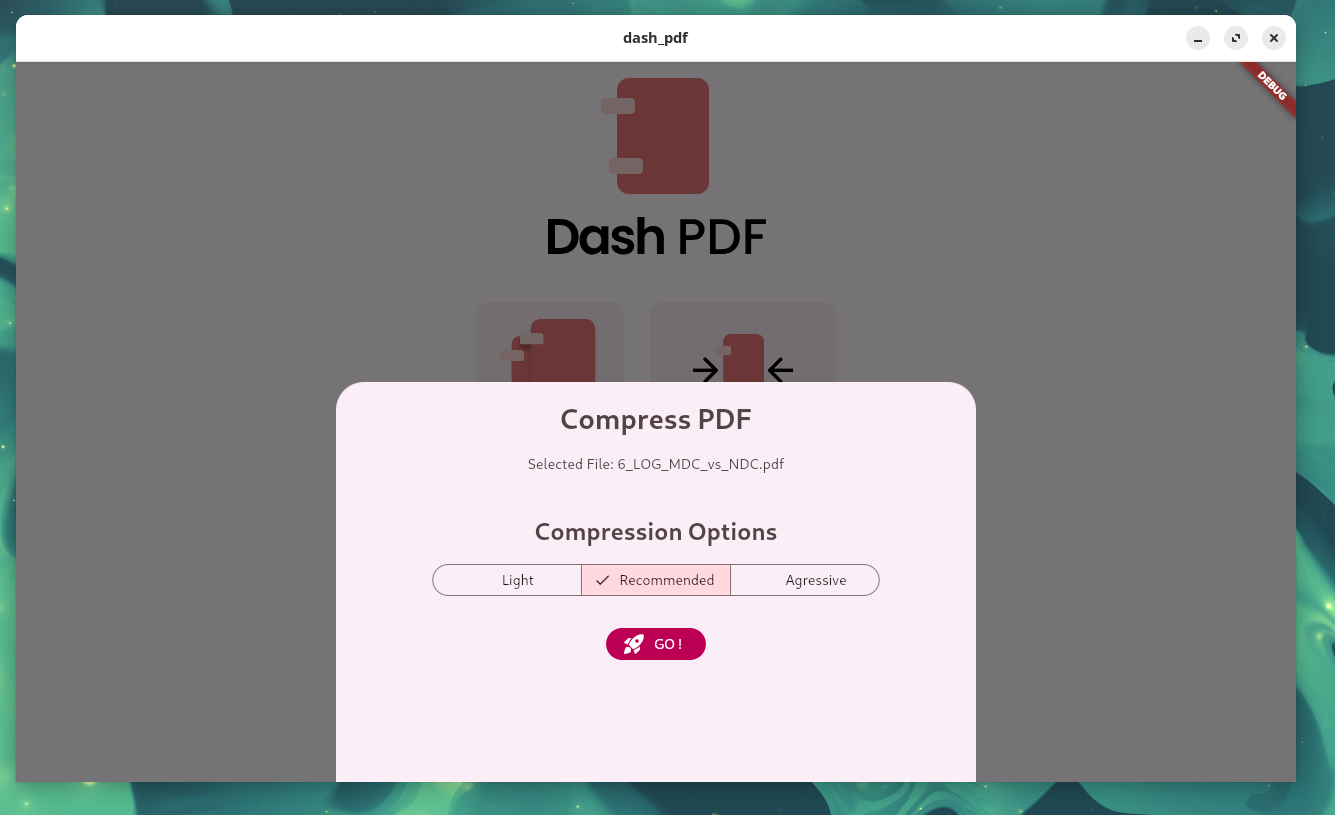 dash_pdf
DEBUG
Dash PDF
Compress PDF
Selected File: 6_LOG_MDC_vs_NDC.pdf
Compression Options
Light Recommended Agressive
GO !